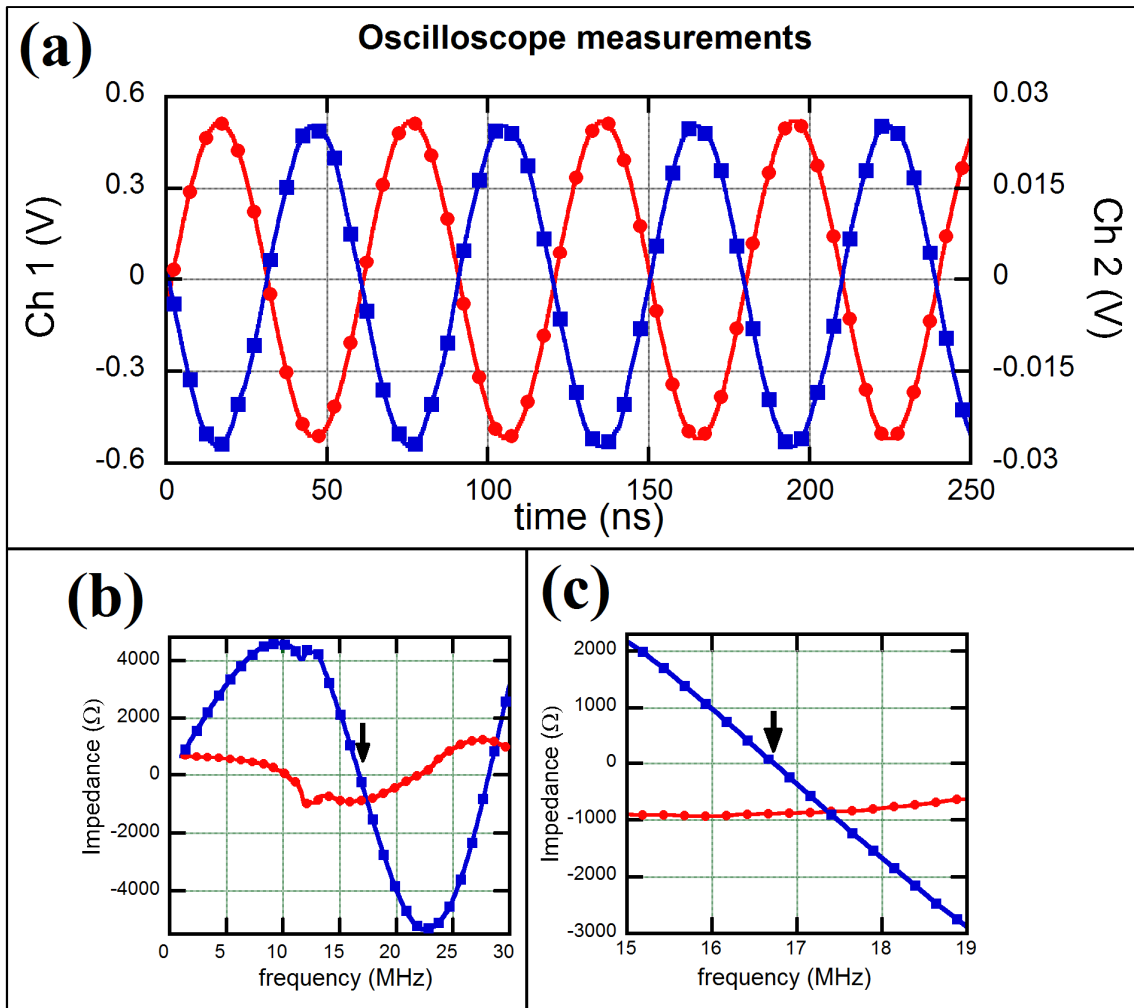 (a)
Oscilloscope measurements
0.6
0.3
0
-0.3
-0.6
Ch 1 (V)
0.03
0.015
0
-0.015
-0.03
Ch 2 (V)
0 50 100 150 200 250
time (ns)
(b)
4000
2000
0
-2000
-4000
Impedance (Ω)
0 5 10 15 20 25 30
frequency (MHz)
(c)
2000
1000
0
-1000
-2000
-3000
Impedance (Ω)
15 16 17 18 19
frequency (MHz)